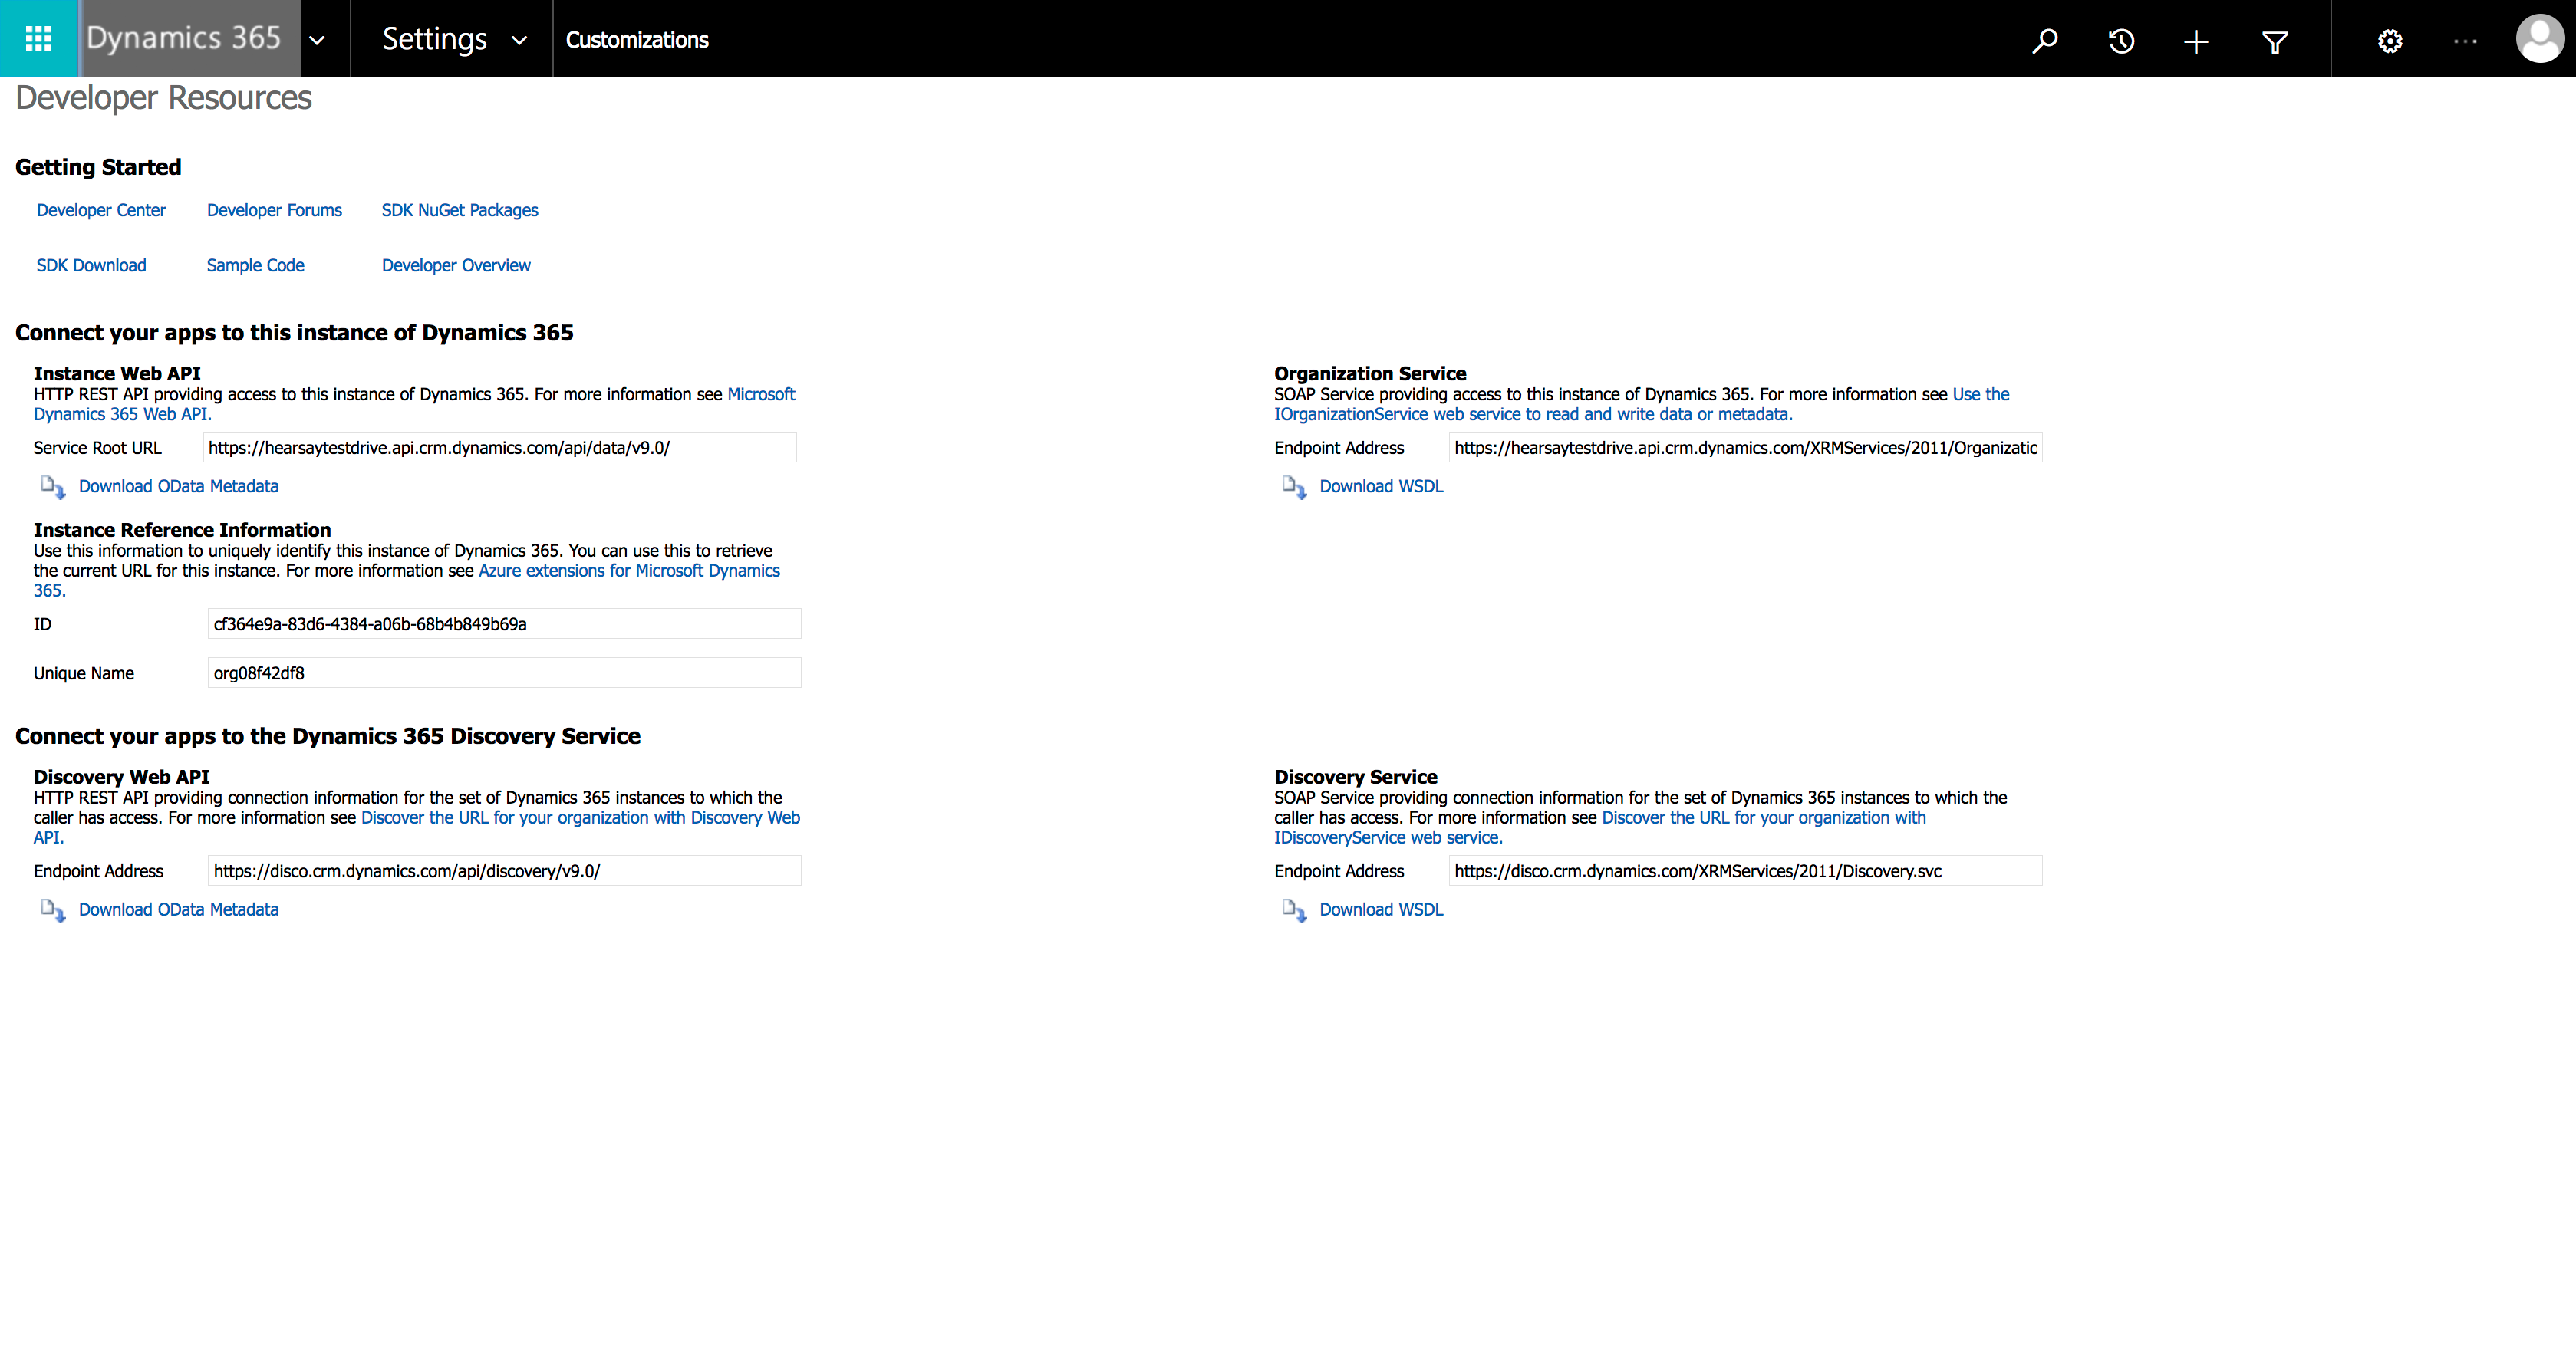 Dynamics 365
Settings
Customizations
Developer Resources
Getting Started
Developer Center
Developer Forums
SDK NuGet Packages
SDK Download
Sample Code
Developer Overview
Connect your apps to this instance of Dynamics 365
Instance Web API
HTTP REST API providing access to this instance of Dynamics 365. For more information see Microsoft
Dynamics 365 Web API.
Service Root URL
https://hearsaytestdrive.api.crm.dynamics.com/api/data/v9.0/
Download OData Metadata
Organization Service
SOAP Service providing access to this instance of Dynamics 365. For more information see Use the
IOrganizationService web service to read and write data or metadata.
Endpoint Address
https://hearsaytestdrive.api.crm.dynamics.com/XRMServices/2011/Organizatio
Download WSDL
Instance Reference Information
Use this information to uniquely identify this instance of Dynamics 365. You can use this to retrieve
the current URL for this instance. For more information see Azure extensions for Microsoft Dynamics
365.
ID
cf364e9a-83d6-4384-a06b-68b4b849b69a
Unique Name
org08f42df8
Connect your apps to the Dynamics 365 Discovery Service
Discovery Web API
HTTP REST API providing connection information for the set of Dynamics 365 instances to which the
caller has access. For more information see Discover the URL for your organization with Discovery Web
API.
Endpoint Address
https://disco.crm.dynamics.com/api/discovery/v9.0/
Download OData Metadata
Discovery Service
SOAP Service providing connection information for the set of Dynamics 365 instances to which the
caller has access. For more information see Discover the URL for your organization with
IDiscoveryService web service.
Endpoint Address
https://disco.crm.dynamics.com/XRMServices/2011/Discovery.svc
Download WSDL